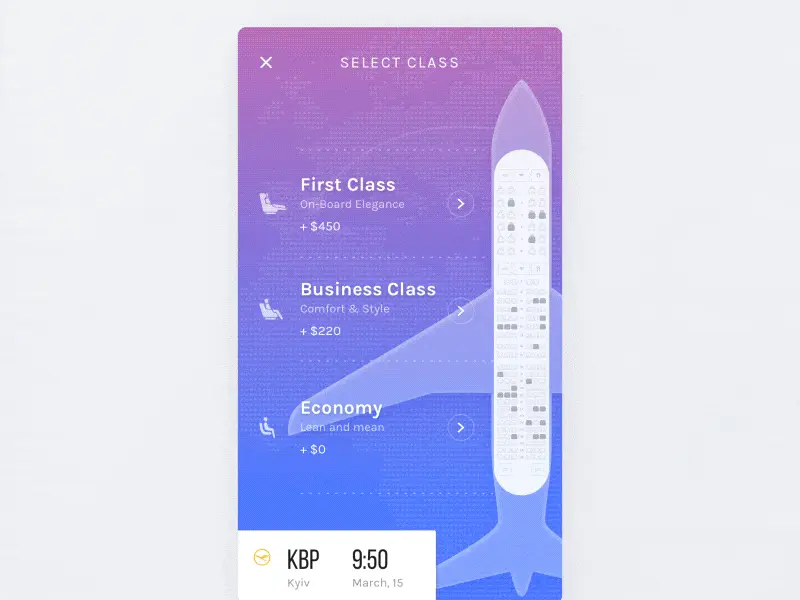 SELECT CLASS
First Class
On-Board Elegance
+ $450
Business Class
Comfort & Style
+ $220
Economy
Lean and mean
+ $0
KBP 9:50
Kyiv March, 15